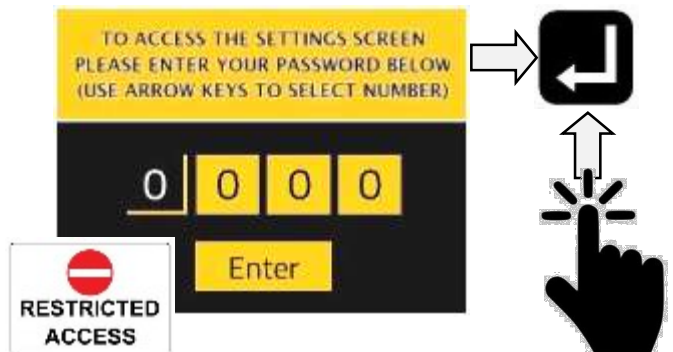 TO ACCESS THE SETTINGS SCREEN
PLEASE ENTER YOUR PASSWORD BELOW
(USE ARROW KEYS TO SELECT NUMBER)
0 0 0 0
Enter
RESTRICTED
ACCESS